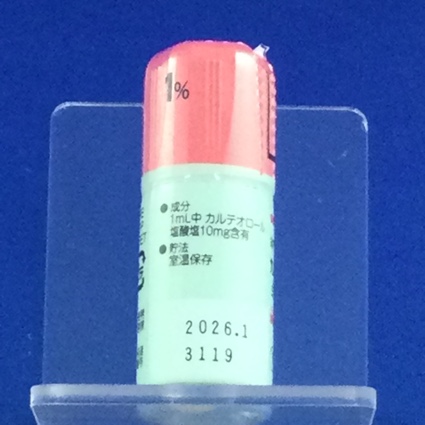 1%
●成分
1mL中 カルテオロール
塩酸塩10mg含有
●貯法
室温保存
2026.1
3119